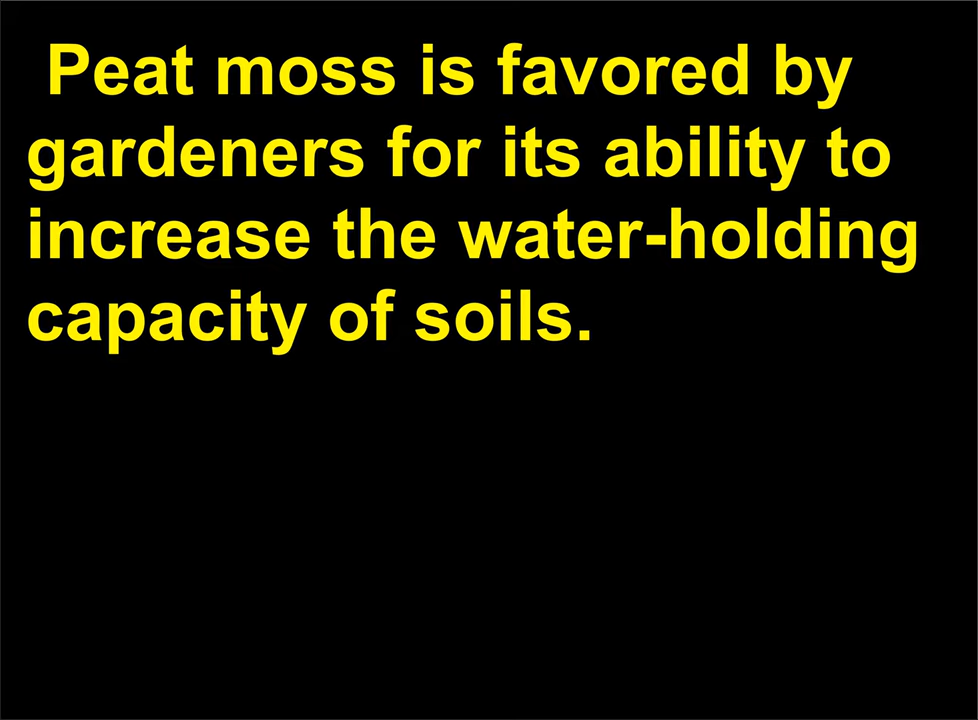 Peat moss is favored by
gardeners for its ability to
increase the water-holding
capacity of soils.